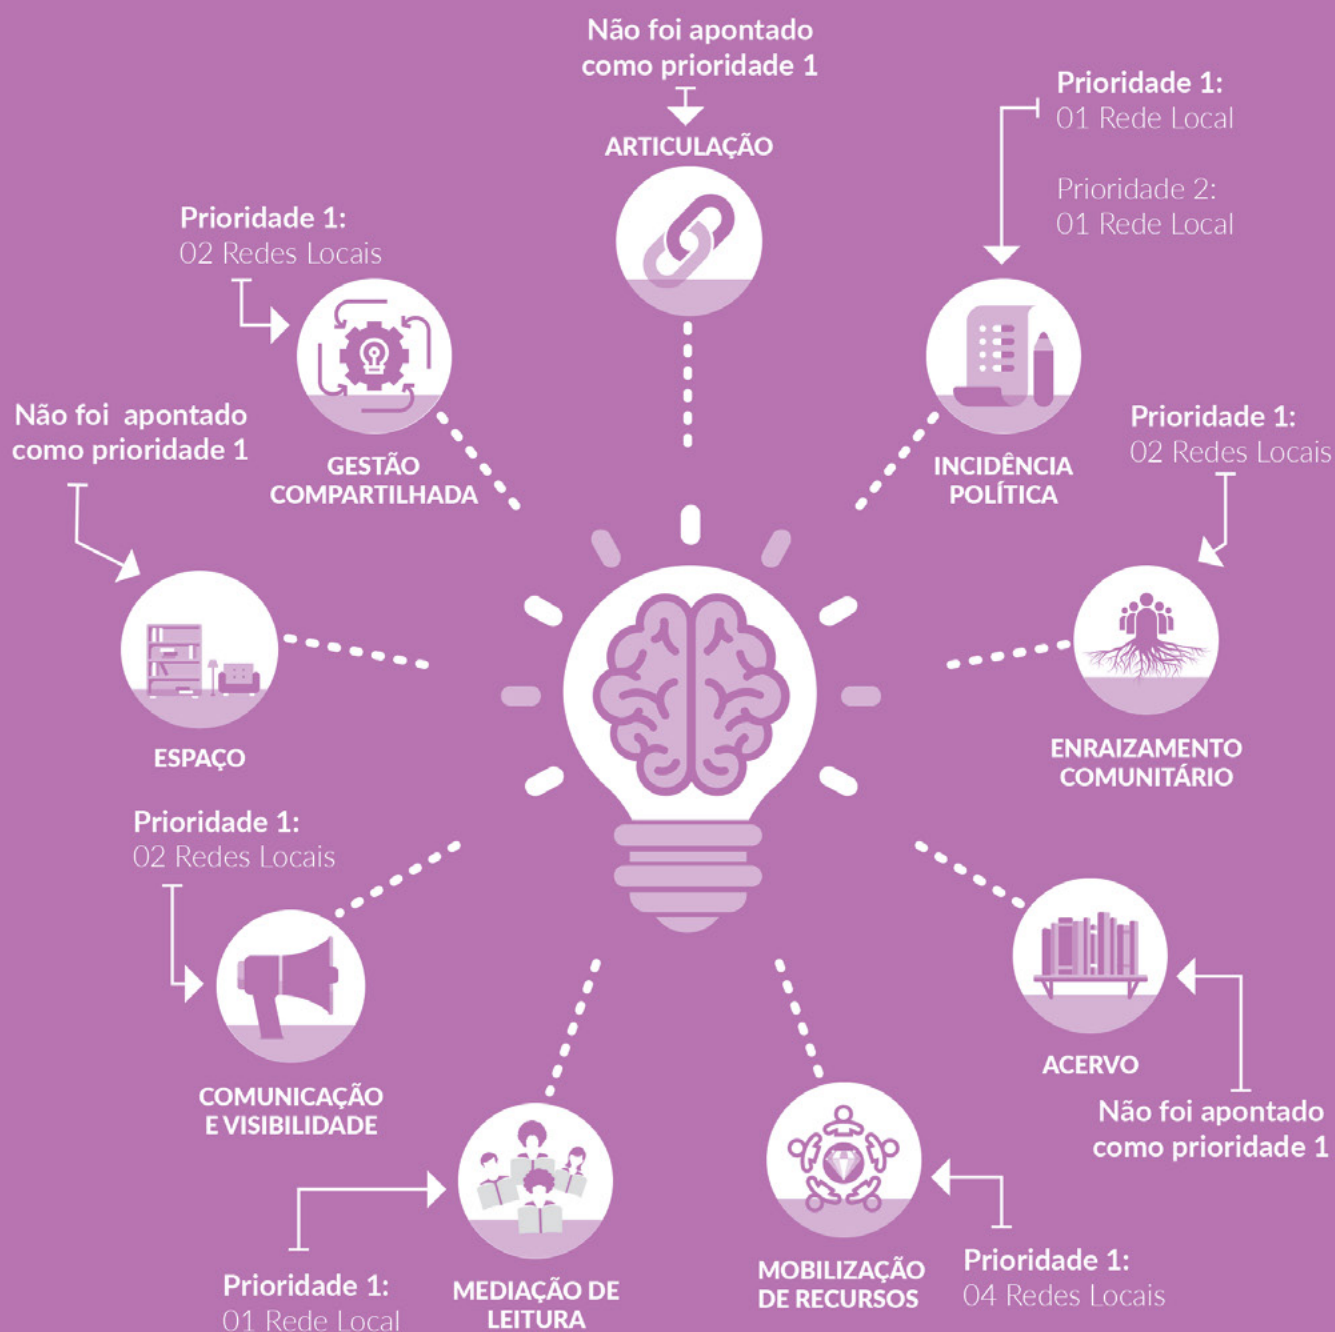 Não foi apontado
como prioridade 1
ARTICULAÇÃO
Prioridade 1:
01 Rede Local
Prioridade 2:
01 Rede Local
INCIDÊNCIA
POLÍTICA
Prioridade 1:
02 Redes Locais
GESTÃO
COMPARTILHADA
Prioridade 1:
02 Redes Locais
ENRAIZAMENTO
COMUNITÁRIO
Não foi apontado
como prioridade 1
ESPAÇO
Prioridade 1:
02 Redes Locais
COMUNICAÇÃO
E VISIBILIDADE
ACERVO
Não foi apontado
como prioridade 1
Prioridade 1:
01 Rede Local
MEDIAÇÃO DE
LEITURA
MOBILIZAÇÃO
DE RECURSOS
Prioridade 1:
04 Redes Locais